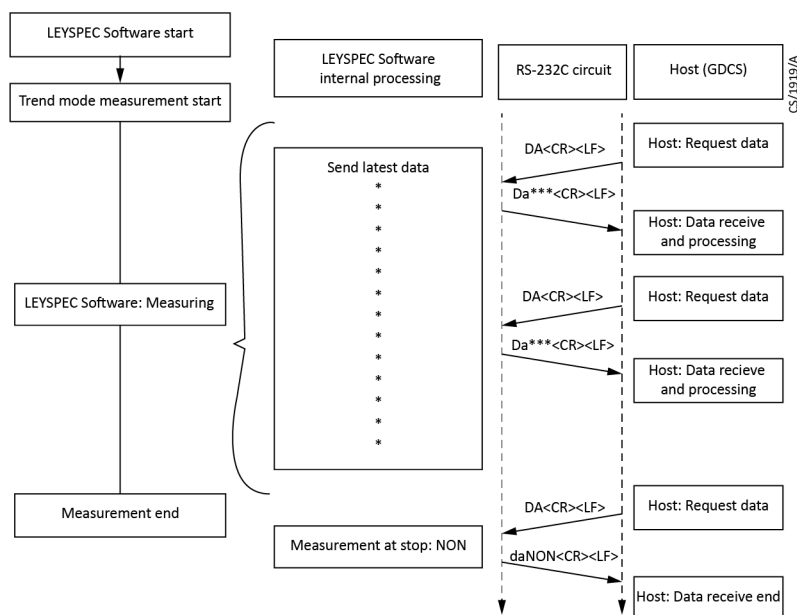 LEYSPEC Software start
Trend mode measurement start
LEYSPEC Software: Measuring
Measurement end
LEYSPEC Software
internal processing
Send latest data
*
*
*
*
*
*
*
*
*
*
*
*
*
Measurement at stop: NON
RS-232C circuit
DA<CR><LF>
Da***<CR><LF>
DA<CR><LF>
Da***<CR><LF>
DA<CR><LF>
daNON<CR><LF>
Host (GDCS)
Host: Request data
Host: Data receive
and processing
Host: Request data
Host: Data recieve
and processing
Host: Request data
Host: Data receive end
CS/1919/A